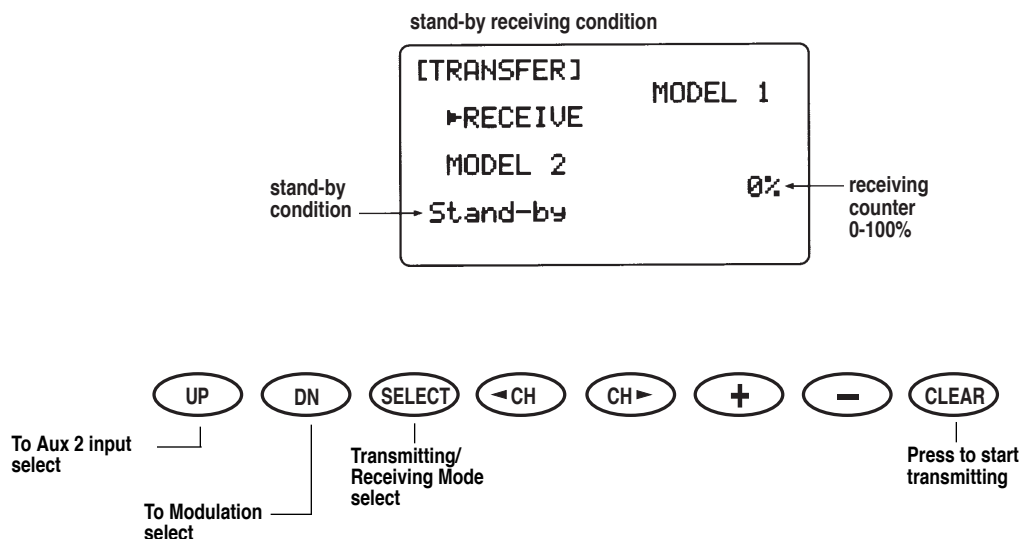 stand-by receiving condition
[TRANSFER]
MODEL 1
▸RECEIVE
MODEL 2
0%
Stand-by
stand-by
condition
receiving
counter
0-100%
UP
DN
SELECT
◄CH
CH►
+
−
CLEAR
To Aux 2 input
select
To Modulation
select
Transmitting/
Receiving Mode
select
Press to start
transmitting